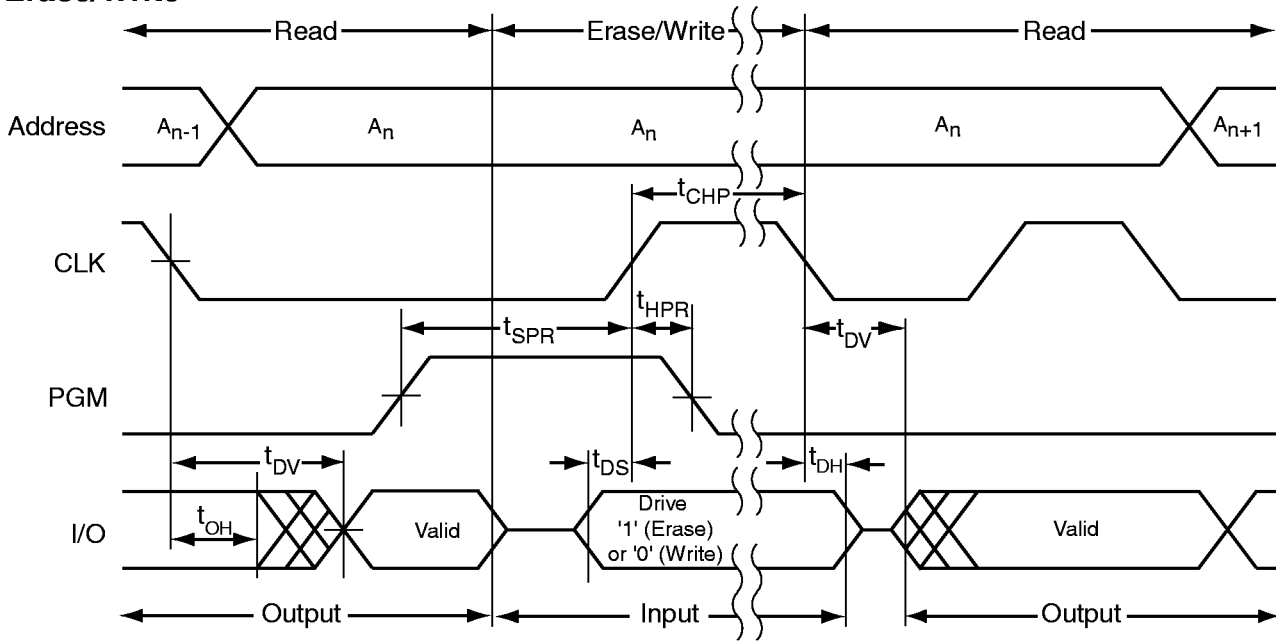 Erase/Write
Read Erase/Write Read
Address An-1 An An An An+1
tCHP
CLK
tHPR
tSPR tDV
PGM
tDV tDS tDH
I/O tOH Valid Drive '1' (Erase) or '0' (Write) Valid
Output Input Output